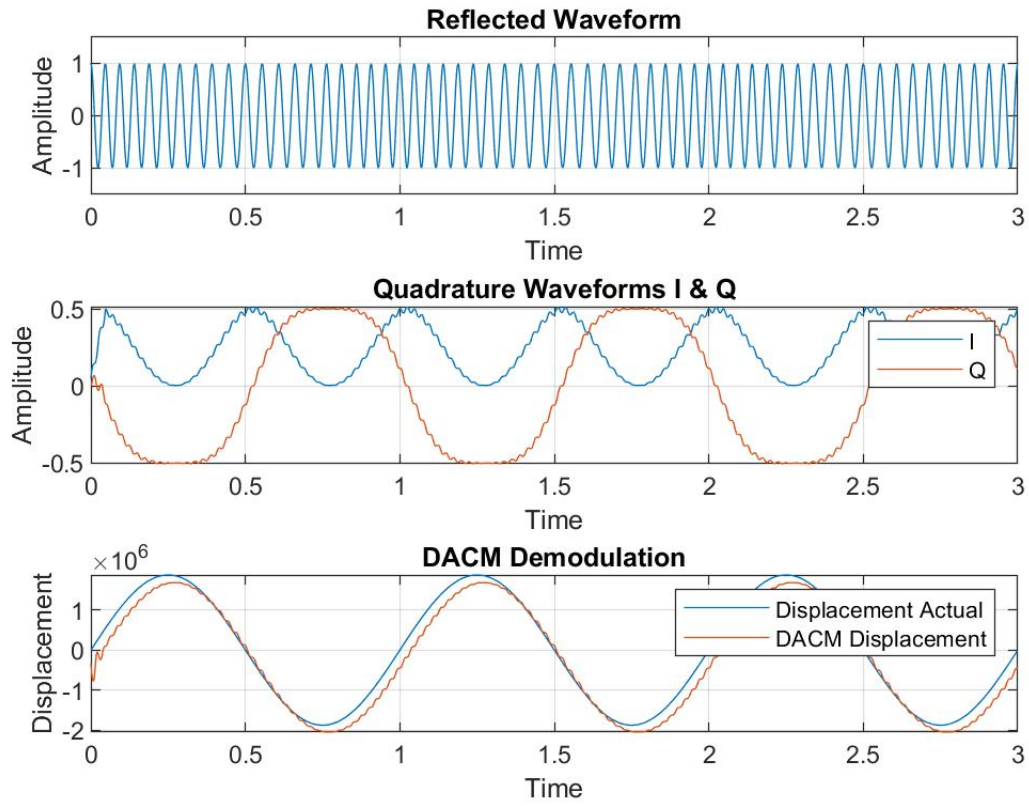 Reflected Waveform
1
0
-1
Amplitude
0 0.5 1 1.5 2 2.5 3
Time
Quadrature Waveforms I & Q
0.5
0
-0.5
Amplitude
I
Q
0 0.5 1 1.5 2 2.5 3
Time
DACM Demodulation
×10⁶
1
0
-1
-2
Displacement
Displacement Actual
DACM Displacement
0 0.5 1 1.5 2 2.5 3
Time